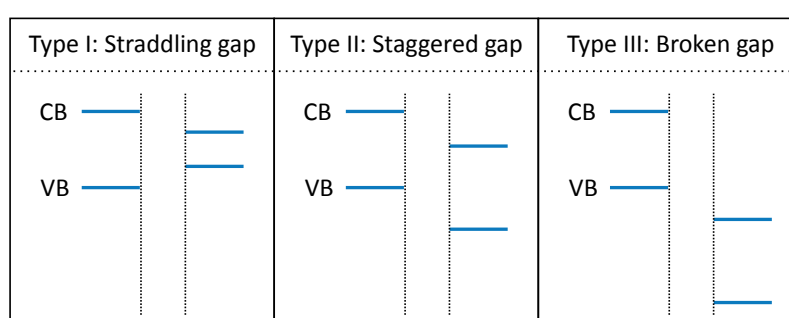 Type I: Straddling gap
Type II: Staggered gap
Type III: Broken gap
CB
CB
CB
VB
VB
VB